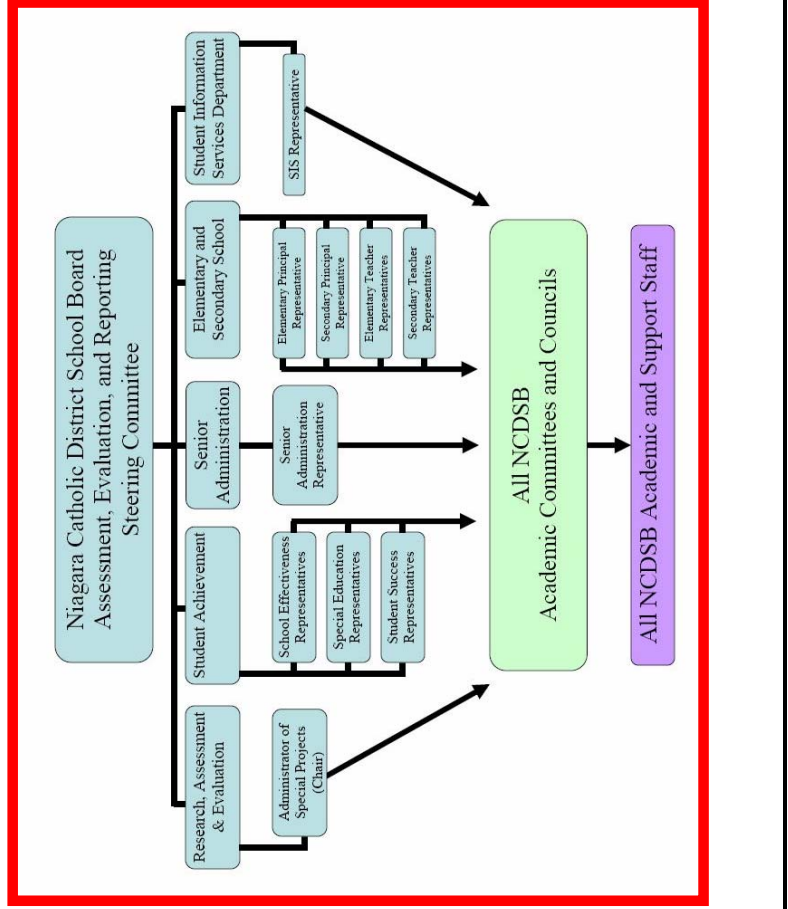 Niagara Catholic District School Board
Assessment, Evaluation, and Reporting
Steering Committee
Research, Assessment
& Evaluation
Student Achievement
Senior
Administration
Elementary and
Secondary School
Student Information
Services Department
Administrator of
Special Projects
(Chair)
School Effectiveness
Representatives
Special Education
Representatives
Student Success
Representatives
Senior
Administration
Representative
Elementary Principal
Representative
Secondary Principal
Representative
Elementary Teacher
Representatives
Secondary Teacher
Representatives
SIS Representative
All NCDSB
Academic Committees and Councils
All NCDSB Academic and Support Staff